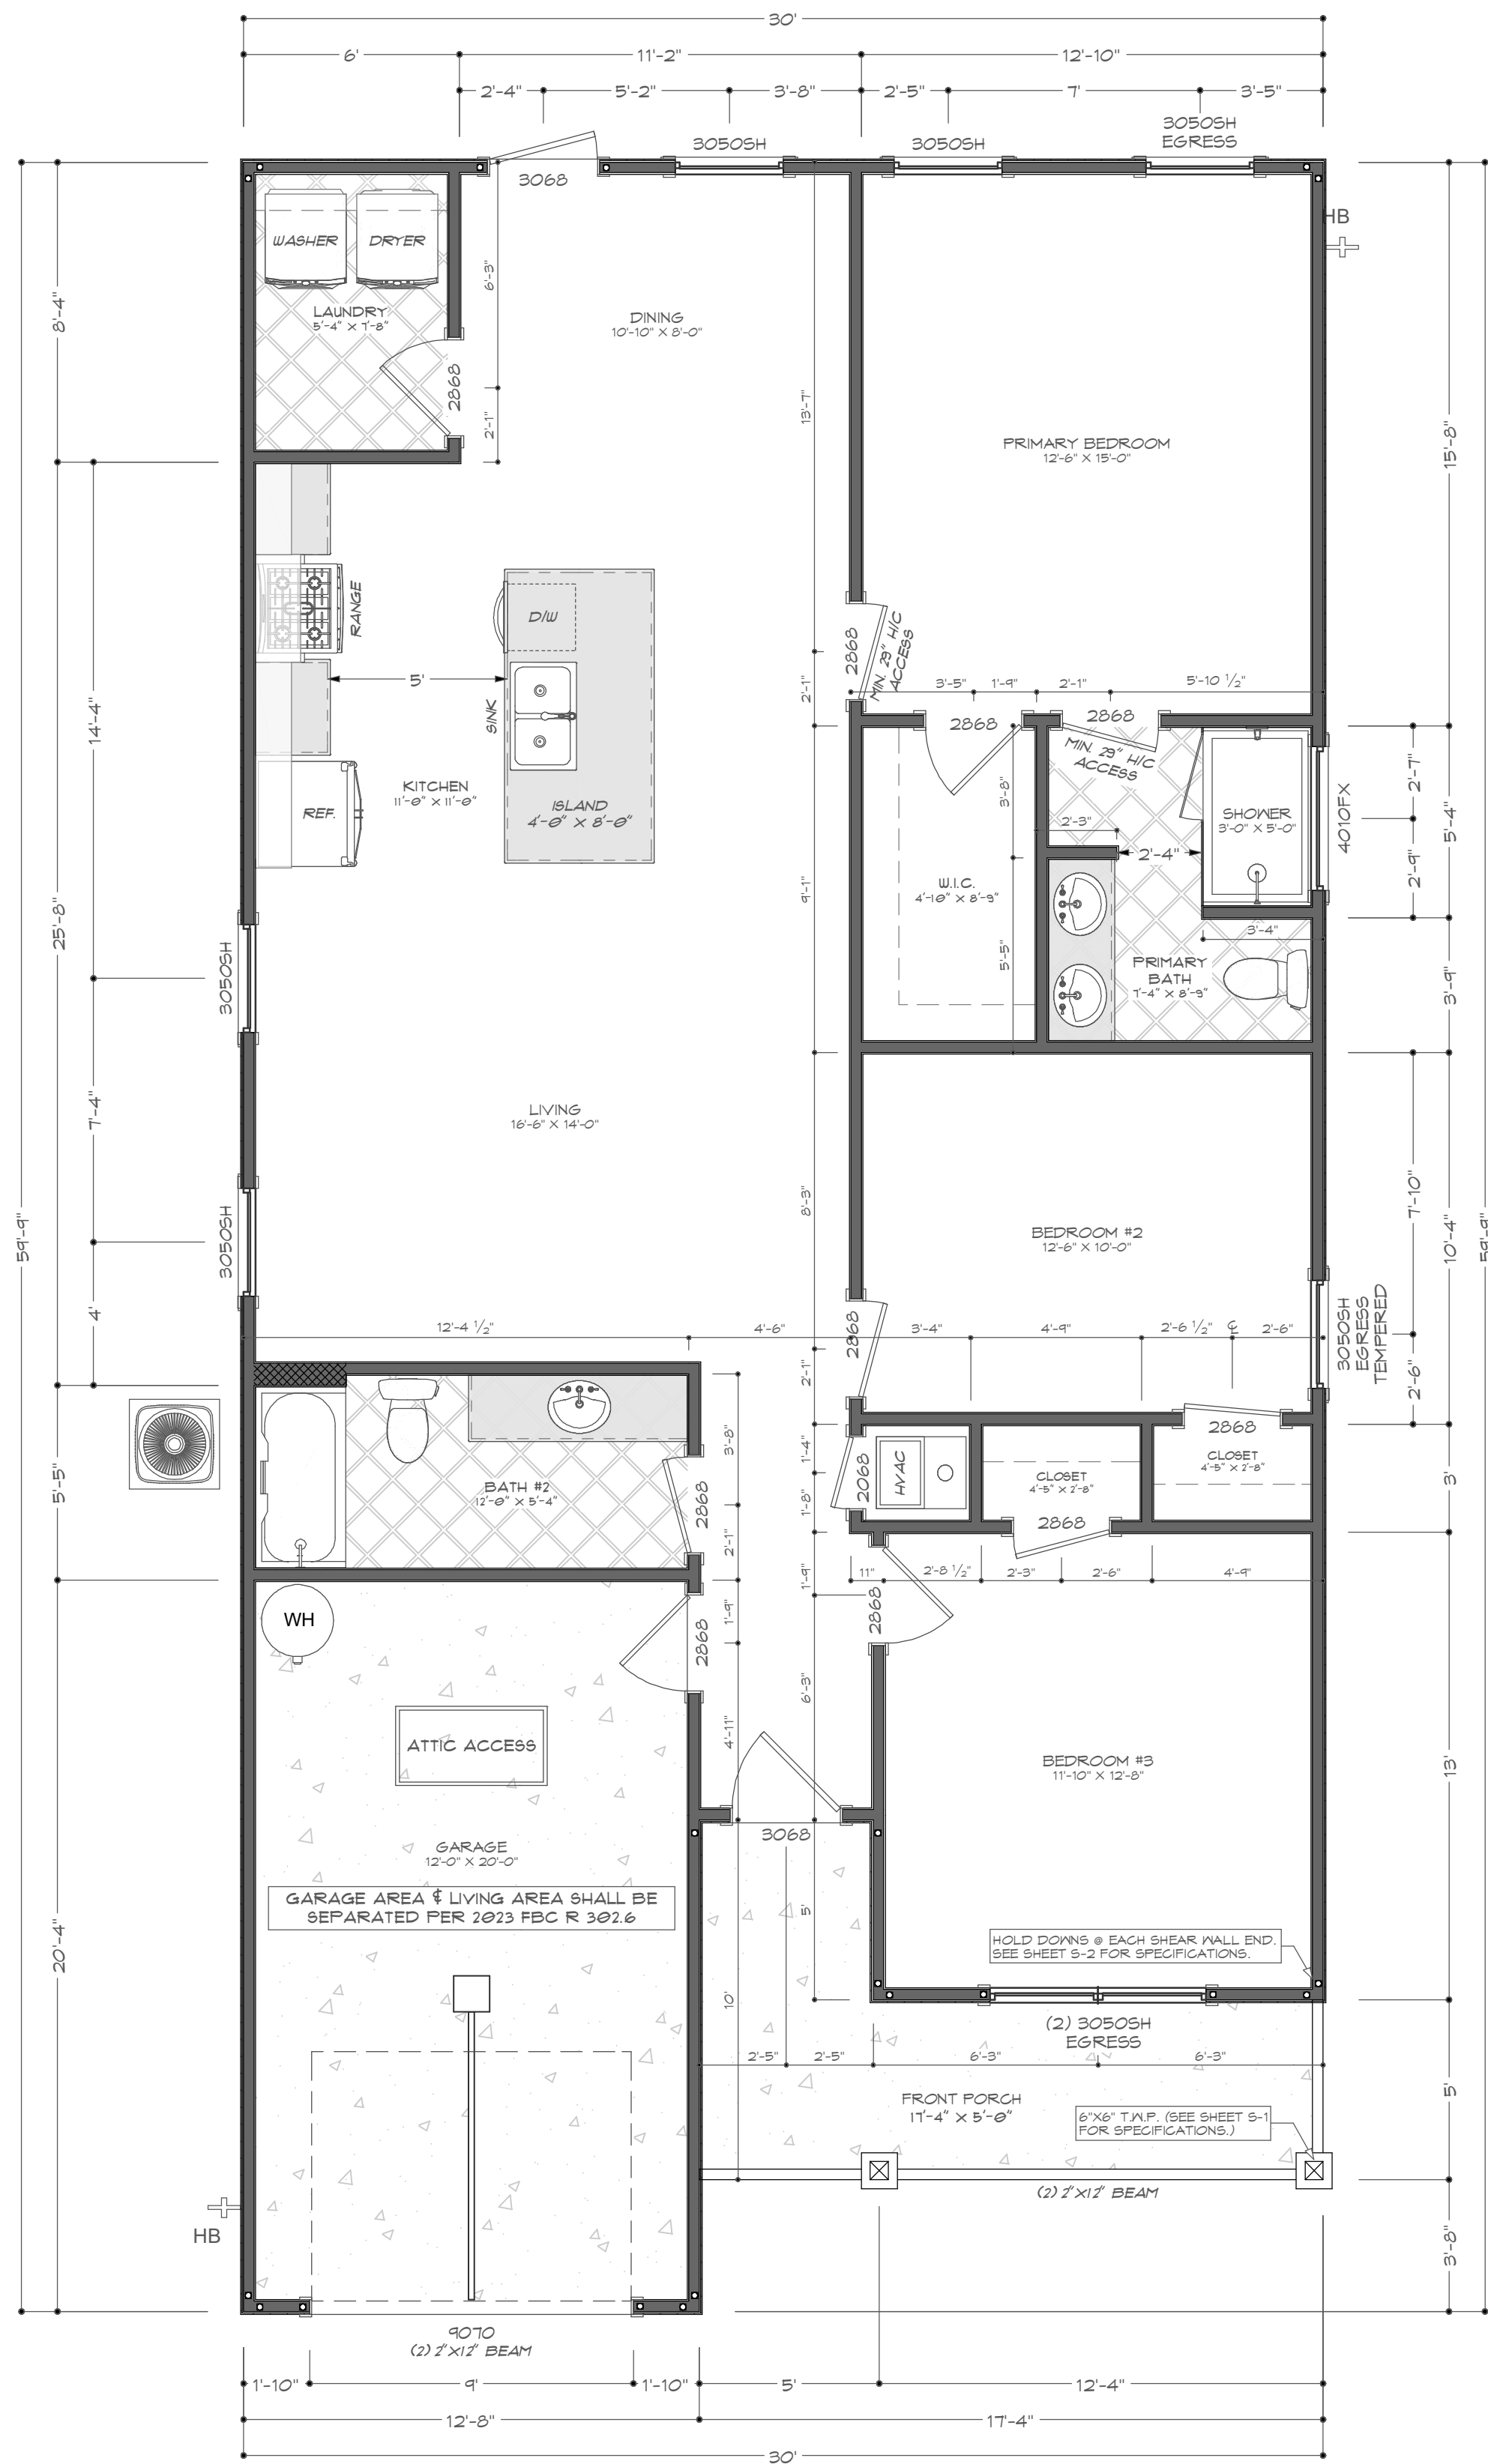 30'
6'
11'-2"
12'-10"
2'-4"
5'-2"
3'-8"
2'-5"
7'
3'-5"
3050SH
3050SH
3050SH
EGRESS
3068
HB
WASHER
DRYER
LAUNDRY
5'-4" X 7'-8"
2868
6'-3"
2'-1"
DINING
10'-10" X 8'-0"
8'-4"
13'-7"
PRIMARY BEDROOM
12'-6" X 15'-0"
15'-8"
RANGE
D/W
SINK
5'
REF.
KITCHEN
11'-0" X 11'-0"
ISLAND
4'-0" X 8'-0"
2868
MIN. 29" H/C
ACCESS
2'-1"
3'-5"
1'-9"
2'-1"
5'-10 1/2"
2868
2868
MIN. 29" H/C
ACCESS
14'-4"
25'-8"
3'-8"
2'-3"
2'-4"
SHOWER
3'-0" X 5'-0"
4010FX
2'-7"
5'-4"
2'-9"
9'-1"
W.I.C.
4'-10" X 8'-9"
5'-5"
3'-4"
PRIMARY
BATH
7'-4" X 8'-9"
3'-9"
3050SH
7'-4"
LIVING
16'-6" X 14'-0"
59'-9"
3050SH
4'
8'-3"
BEDROOM #2
12'-6" X 10'-0"
7'-10"
10'-4"
59'-9"
3050SH
EGRESS
TEMPERED
2'-6"
12'-4 1/2"
4'-6"
2868
3'-4"
4'-9"
2'-6 1/2"
℄
2'-6"
2'-1"
5'-5"
3'-8"
BATH #2
12'-0" X 5'-4"
2868
2'-1"
1'-4"
1'-8"
2068
HVAC
CLOSET
4'-5" X 2'-8"
2868
2868
CLOSET
4'-5" X 2'-8"
3'
11"
2'-8 1/2"
2'-3"
2'-6"
4'-9"
WH
2868
1'-9"
1'-9"
2868
6'-3"
4'-11"
ATTIC ACCESS
BEDROOM #3
11'-10" X 12'-8"
13'
GARAGE
12'-0" X 20'-0"
3068
GARAGE AREA & LIVING AREA SHALL BE
SEPARATED PER 2023 FBC R 302.6
20'-4"
5'
10'
HOLD DOWNS @ EACH SHEAR WALL END.
SEE SHEET S-2 FOR SPECIFICATIONS.
(2) 3050SH
EGRESS
2'-5"
2'-5"
6'-3"
6'-3"
FRONT PORCH
17'-4" X 5'-0"
6"X6" T.W.P. (SEE SHEET S-1
FOR SPECIFICATIONS.)
5'
(2) 2"X12" BEAM
HB
3'-8"
9070
(2) 2"X12" BEAM
1'-10"
9'
1'-10"
5'
12'-4"
12'-8"
17'-4"
30'